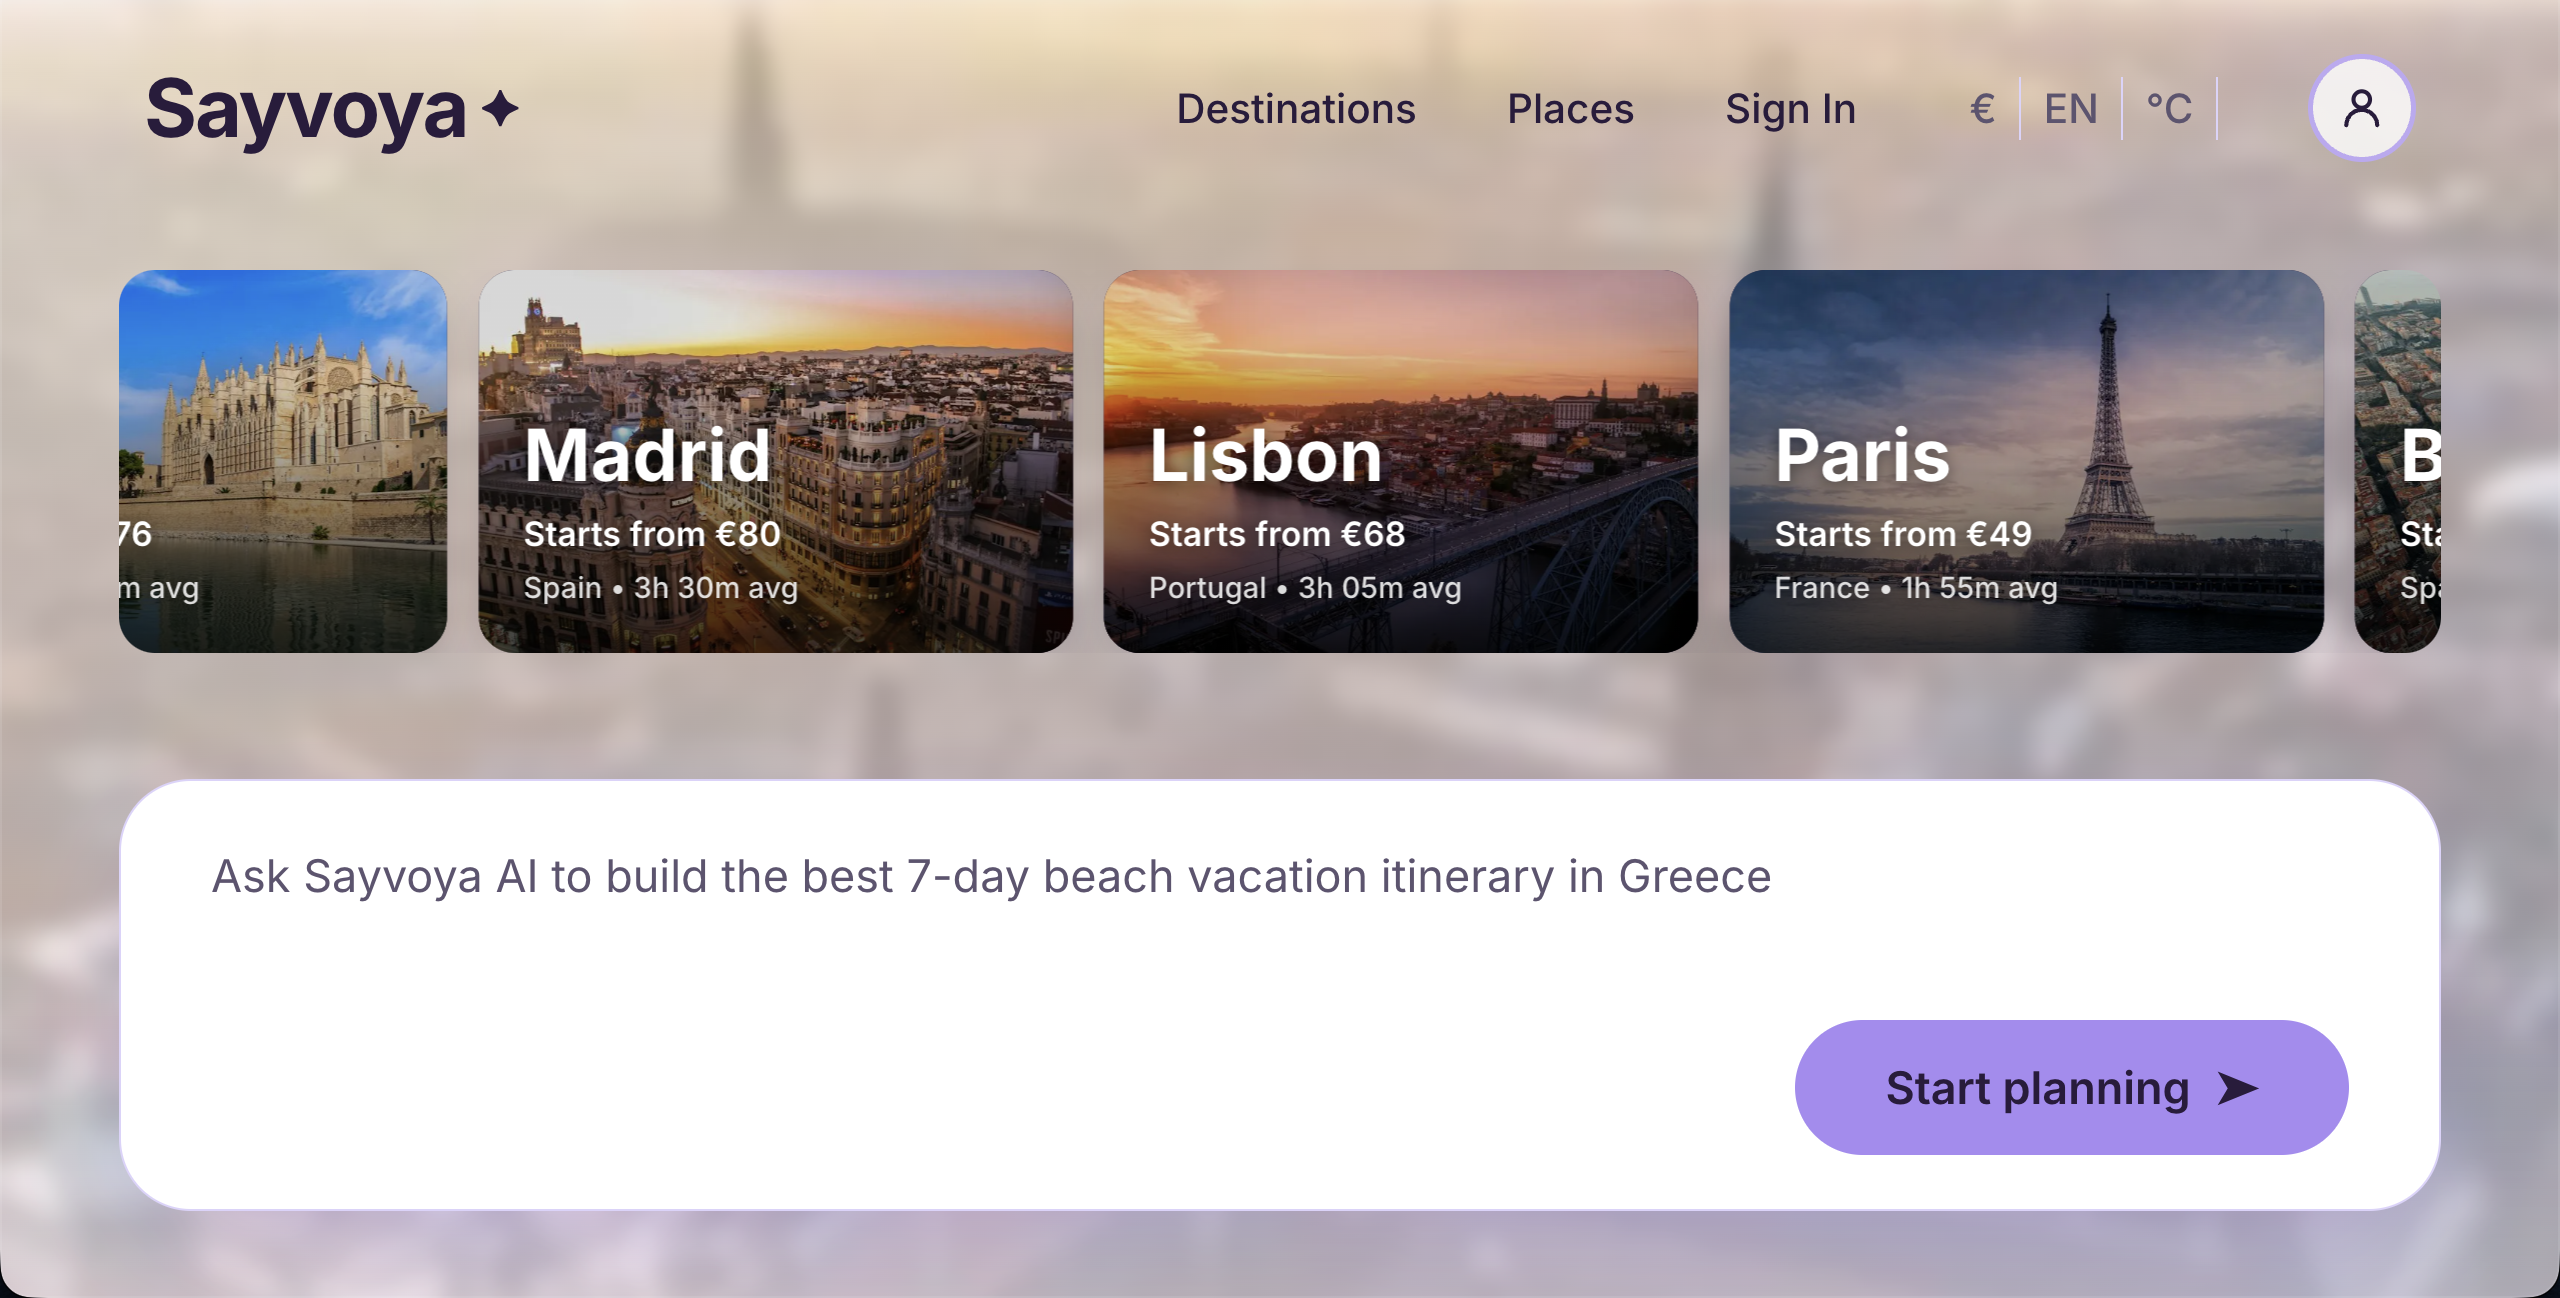 Sayvoya
Destinations Places Sign In € EN °C
76
m avg
Madrid
Starts from €80
Spain • 3h 30m avg
Lisbon
Starts from €68
Portugal • 3h 05m avg
Paris
Starts from €49
France • 1h 55m avg
B
Sta
Spa
Ask Sayvoya AI to build the best 7-day beach vacation itinerary in Greece
Start planning